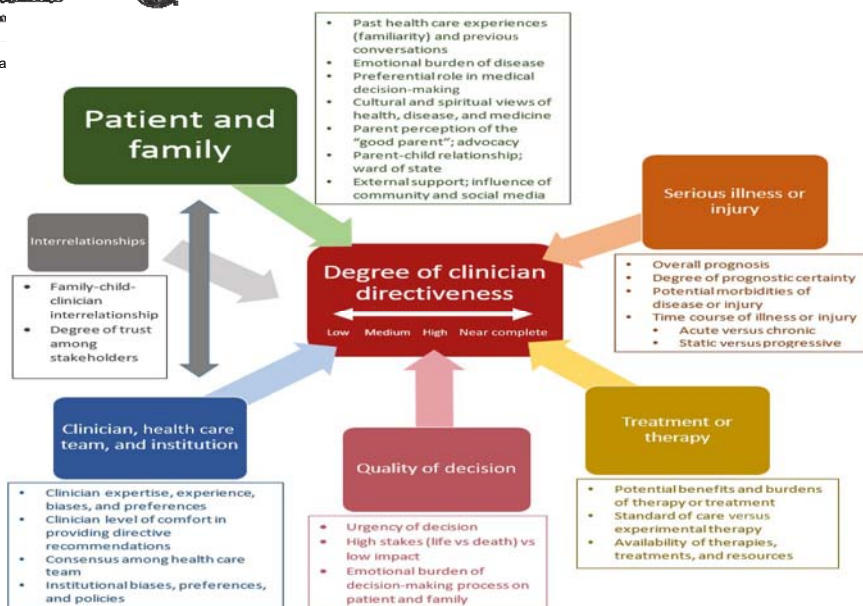 a
• Past health care experiences
(familiarity) and previous
conversations
• Emotional burden of disease
• Preferential role in medical
decision-making
• Cultural and spiritual views of
health, disease, and medicine
• Parent perception of the
"good parent"; advocacy
• Parent-child relationship;
ward of state
• External support; influence of
community and social media
Patient and
family
Serious illness or
injury
• Overall prognosis
• Degree of prognostic certainty
• Potential morbidities of
disease or injury
• Time course of illness or injury
• Acute versus chronic
• Static versus progressive
Interrelationships
• Family-child-
clinician
interrelationship
• Degree of trust
among
stakeholders
Degree of clinician
directiveness
Low Medium High Near complete
Clinician, health care
team, and institution
• Clinician expertise, experience,
biases, and preferences
• Clinician level of comfort in
providing directive
recommendations
• Consensus among health care
team
• Institutional biases, preferences,
and policies
Quality of decision
• Urgency of decision
• High stakes (life vs death) vs
low impact
• Emotional burden of
decision-making process on
patient and family
Treatment or
therapy
• Potential benefits and burdens
of therapy or treatment
• Standard of care versus
experimental therapy
• Availability of therapies,
treatments, and resources